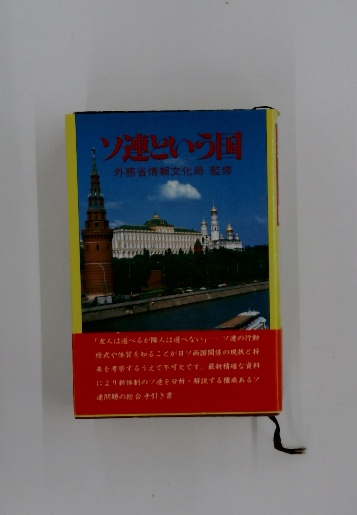 ソ連という国
外務省情報文化局 監修
「友人は選べるが隣人は選べない」── ソ連の行動
様式や体質を知ることが日ソ両国関係の現状と将
来を考察するうえで不可欠です。最新精確な資料
により新体制のソ連を分析・解説する権威あるソ
連問題の総合手引き書